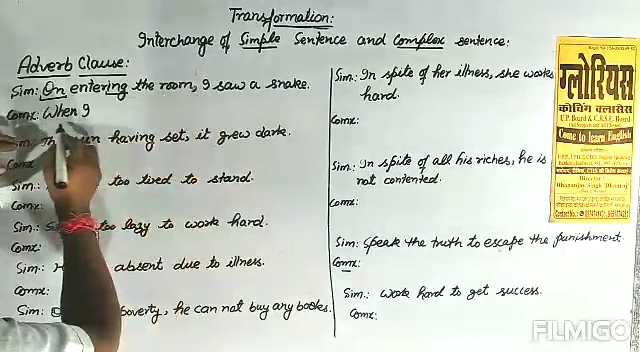 Transformation:
Interchange of Simple Sentence and Complex sentence:
Adverb Clause:
Sim: On entering the room, I saw a snake.
Comx: When I
having set, it grew dark.
Sim: too tired to stand.
Comx:
Sim: too lazy to work hard.
Comx:
Sim: absent due to illness.
Comx:
Sim: poverty, he can not buy any books.
Sim: In spite of her illness, she works
hard.
Comx:
Sim: In spite of all his riches, he is
not contented.
Comx:
Sim: Speak the truth to escape the punishment.
Comx:
Sim: work hard to get success.
Comx:
ग्लोरियस
कोचिंग क्लासेस
U.P. Board & C.B.S.E. Board
Come to learn English
Director
Dhananjay Singh 'Dhanraj'
FILMIGO